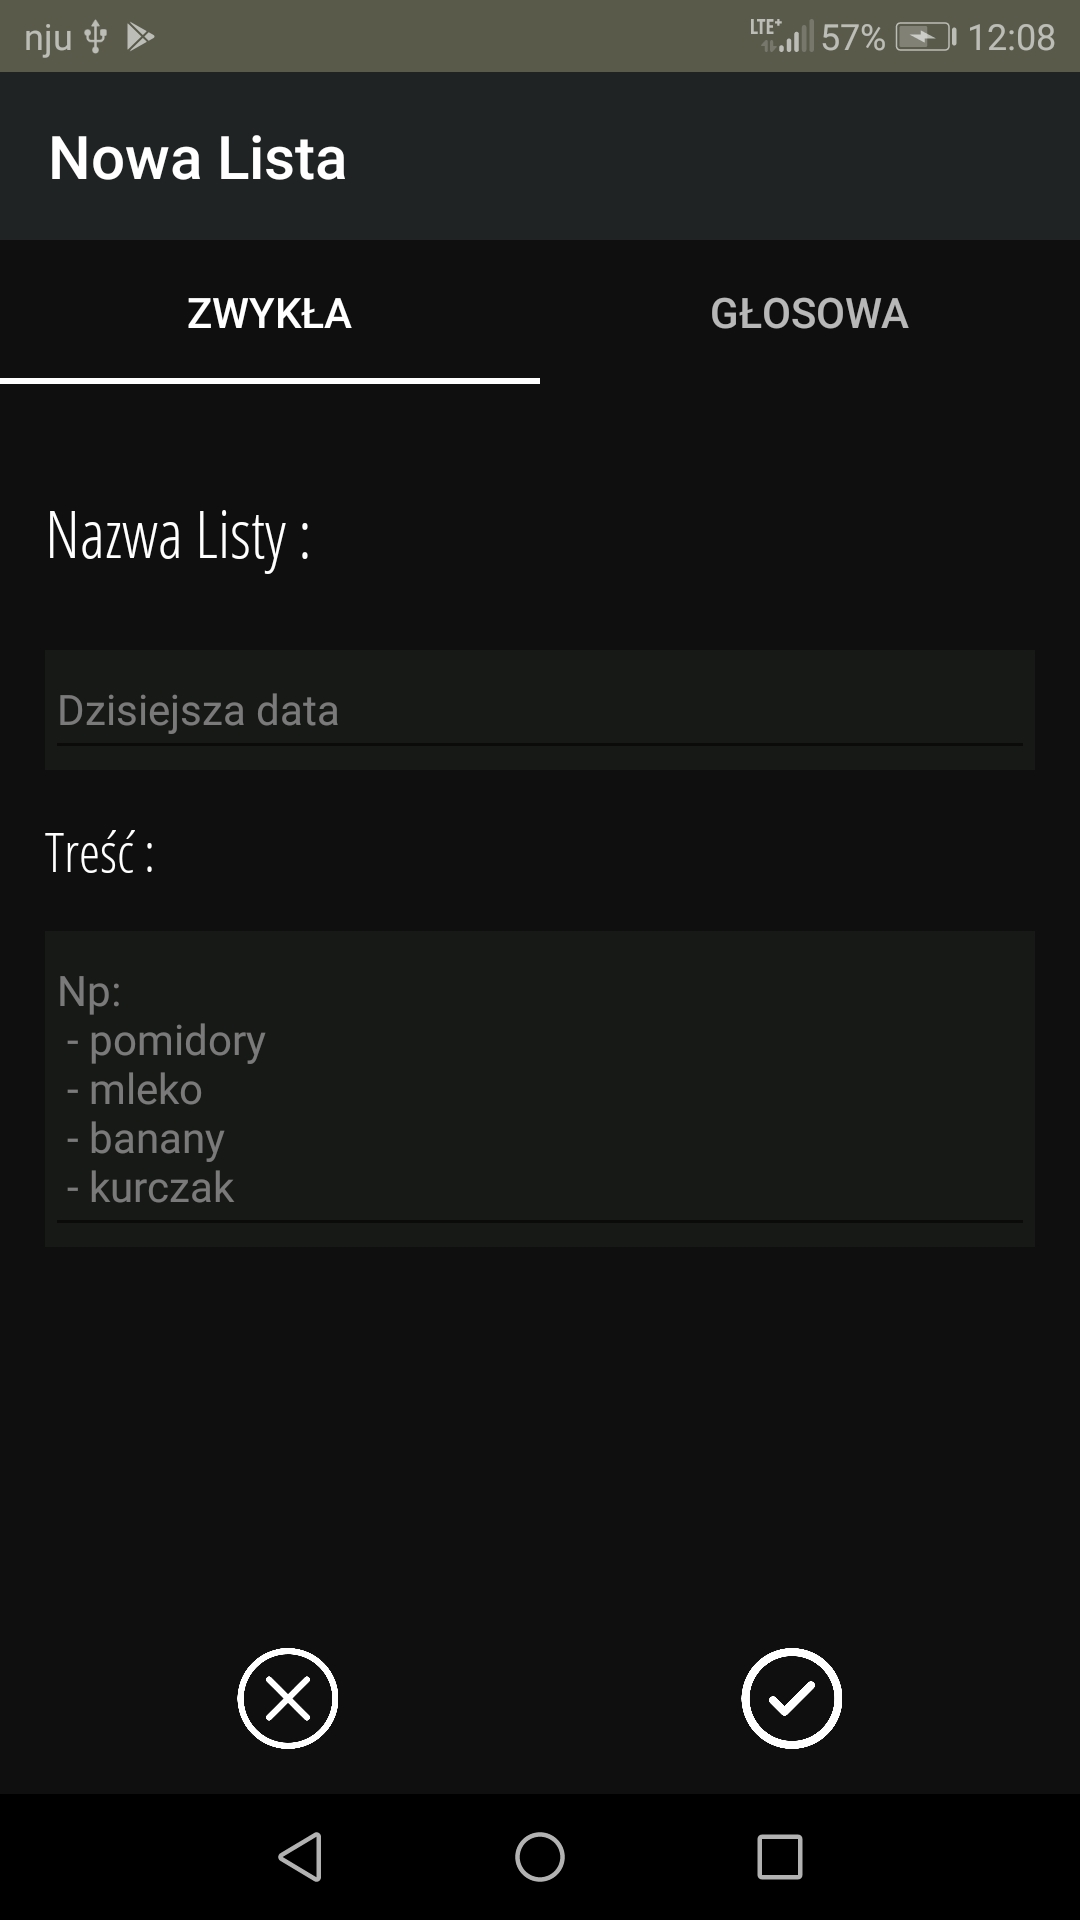 nju LTE+ 57% 12:08
Nowa Lista
ZWYKŁA GŁOSOWA
Nazwa Listy :
Dzisiejsza data
Treść :
Np:
- pomidory
- mleko
- banany
- kurczak